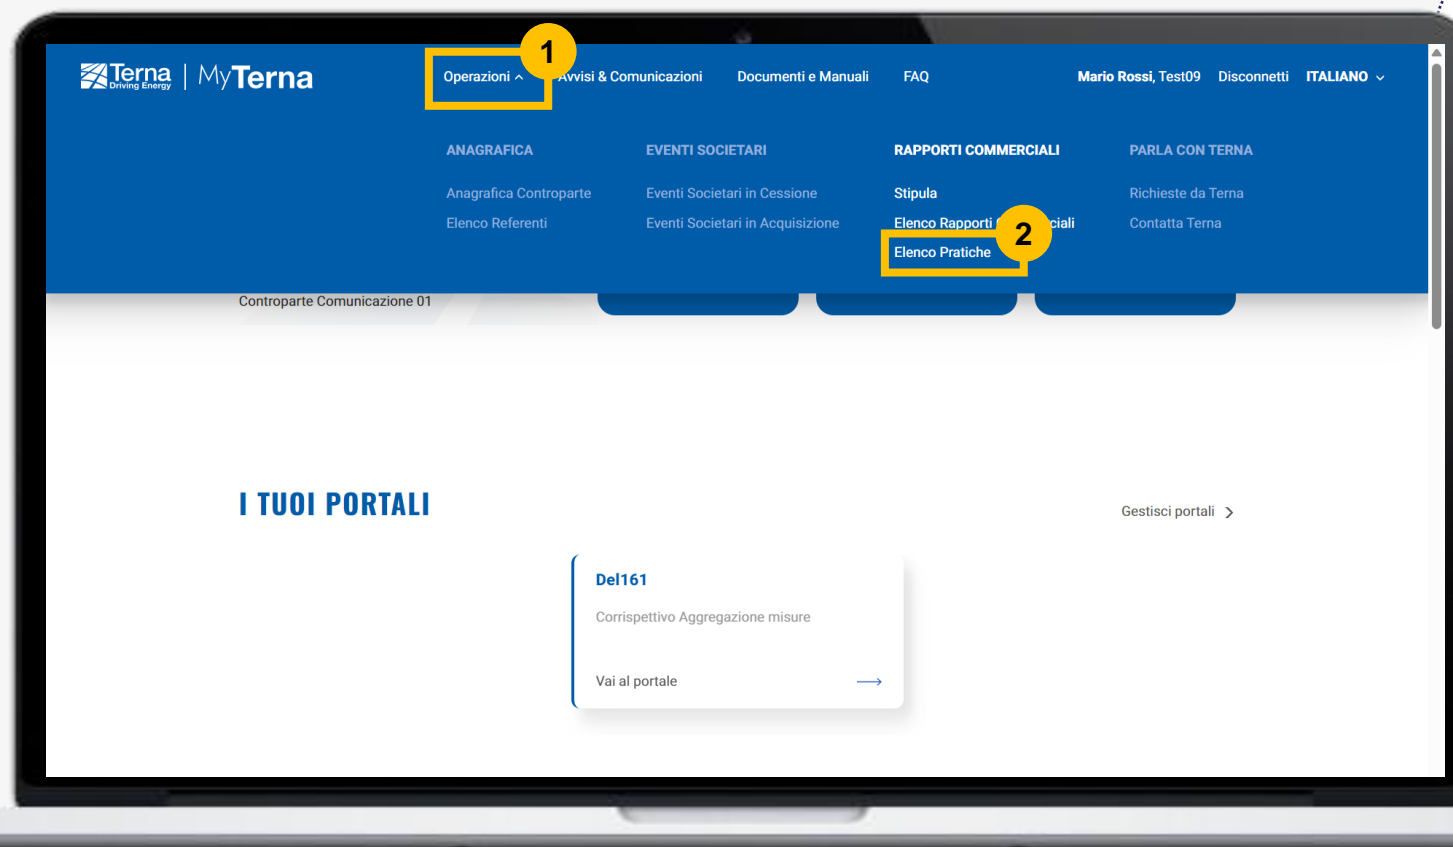 1
Terna
Driving Energy
MyTerna
Operazioni
Avvisi & Comunicazioni
Documenti e Manuali
FAQ
Mario Rossi, Test09
Disconnetti
ITALIANO
ANAGRAFICA
Anagrafica Controparte
Elenco Referenti
EVENTI SOCIETARI
Eventi Societari in Cessione
Eventi Societari in Acquisizione
RAPPORTI COMMERCIALI
Stipula
Elenco Rapporti
2
Elenco Pratiche
PARLA CON TERNA
Richieste da Terna
Contatta Terna
Controparte Comunicazione 01
I TUOI PORTALI
Gestisci portali
Del161
Corrispettivo Aggregazione misure
Vai al portale